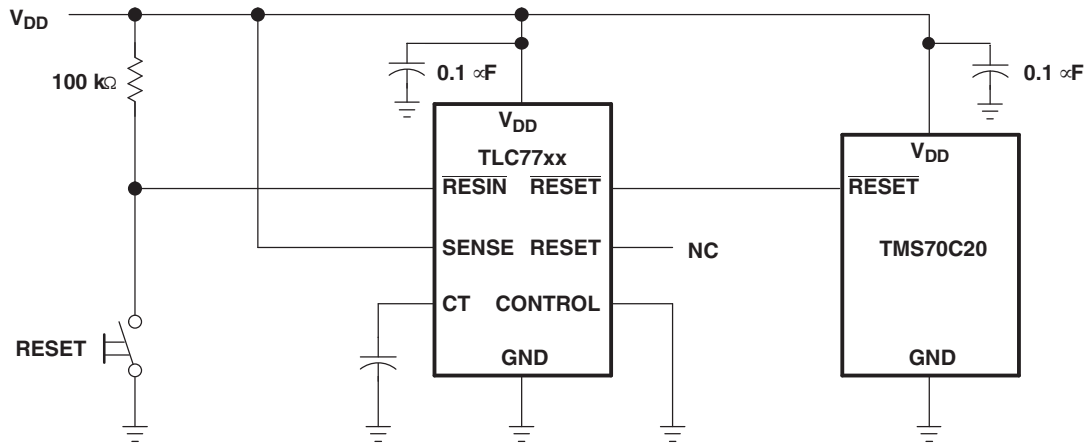 VDD
100 kΩ
0.1 ∝F
0.1 ∝F
VDD
TLC77xx
RESIN RESET
SENSE RESET
NC
CT CONTROL
GND
RESET
VDD
RESET
TMS70C20
GND